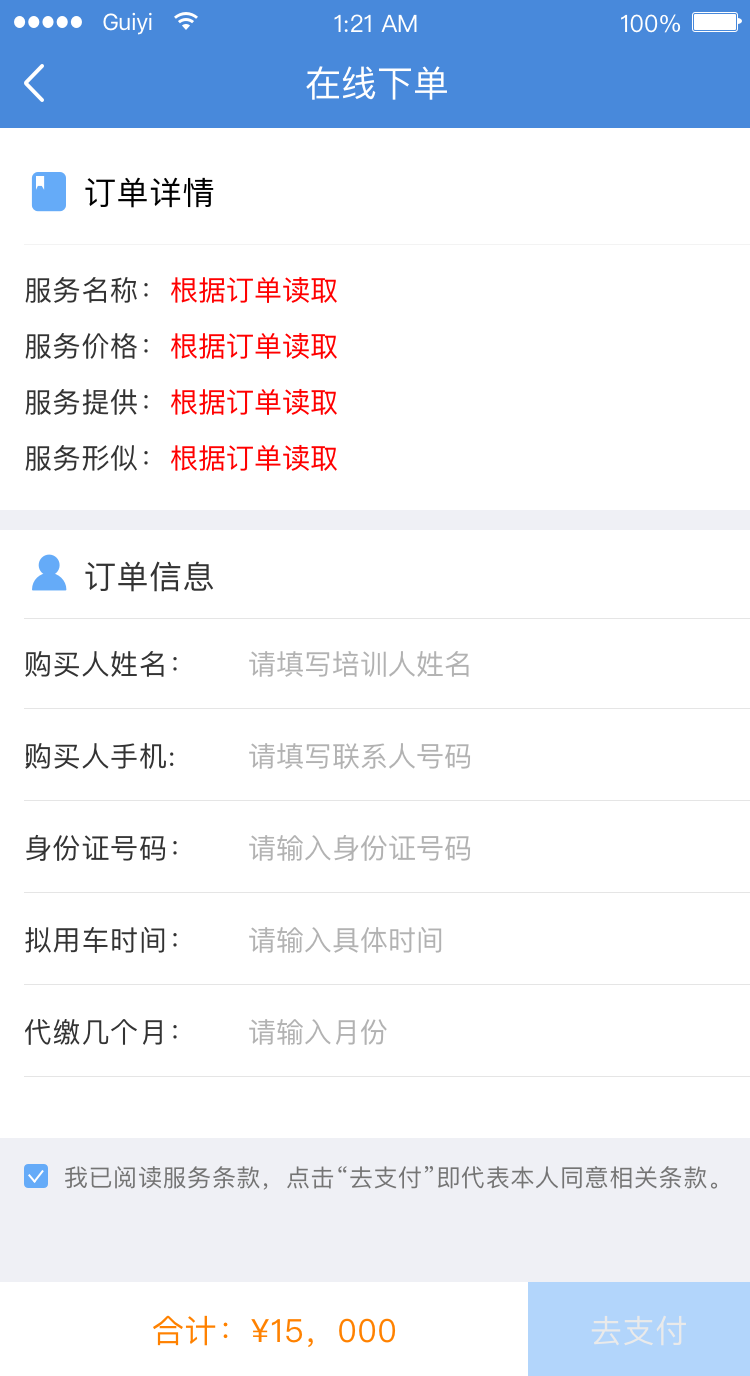 Guiyi 1:21 AM 100%
在线下单
订单详情
服务名称： 根据订单读取
服务价格： 根据订单读取
服务提供： 根据订单读取
服务形似： 根据订单读取
订单信息
购买人姓名： 请填写培训人姓名
购买人手机: 请填写联系人号码
身份证号码： 请输入身份证号码
拟用车时间： 请输入具体时间
代缴几个月： 请输入月份
我已阅读服务条款，点击“去支付”即代表本人同意相关条款。
合计：¥15，000 去支付